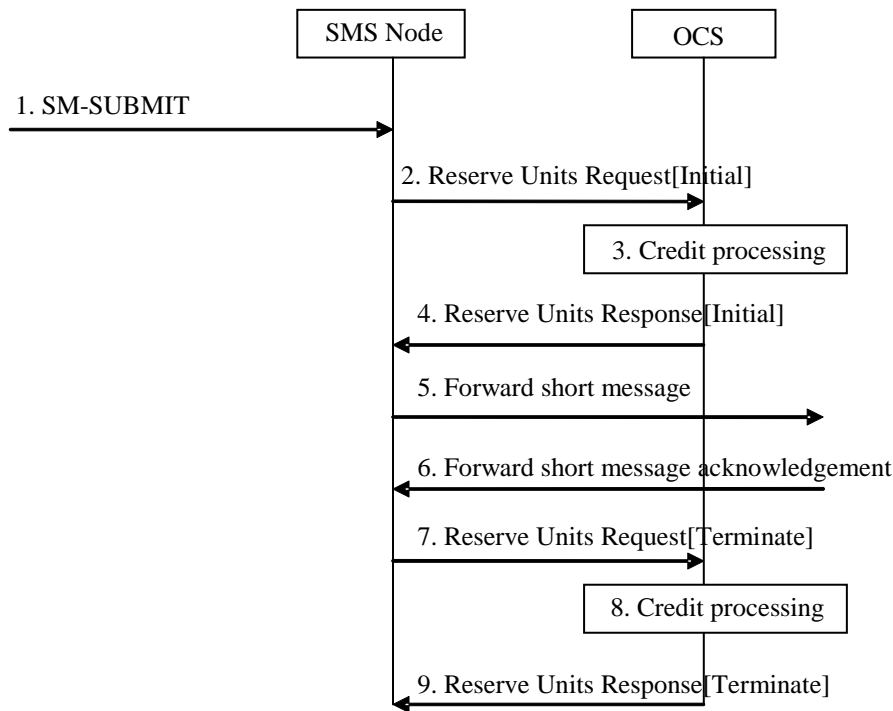 SMS Node
OCS
1. SM-SUBMIT
2. Reserve Units Request[Initial]
3. Credit processing
4. Reserve Units Response[Initial]
5. Forward short message
6. Forward short message acknowledgement
7. Reserve Units Request[Terminate]
8. Credit processing
9. Reserve Units Response[Terminate]